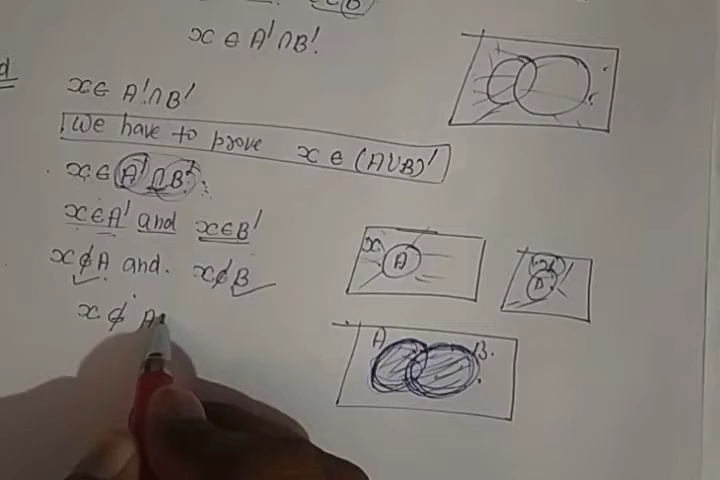 x ∈ A' ∩ B'.
d
x ∈ A' ∩ B'
We have to prove x ∈ (A ∪ B)'
x ∈ A' ∩ B'
x ∈ A' and x ∈ B'
x ∉ A and. x ∉ B
x ∉ A
x
A
A
B.